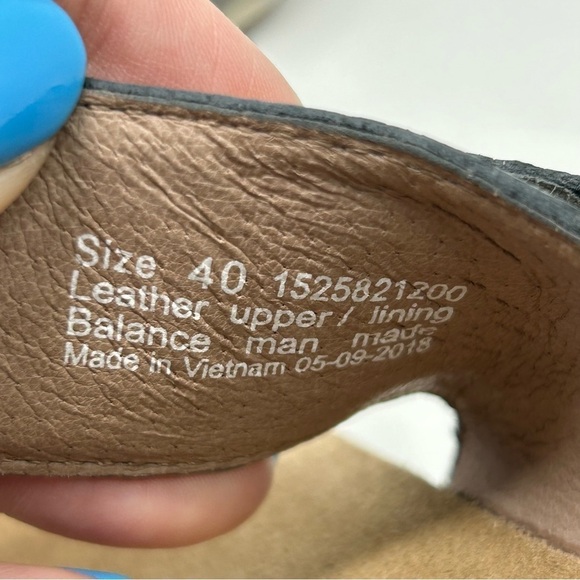 Size 40 1525821200
Leather upper/ lining
Balance man made
Made in Vietnam 05-09-2018